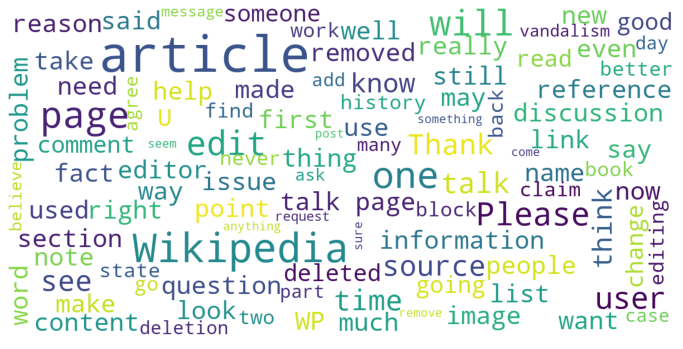 message
reason said someone work well new vandalism good
take article removed will really read even day
problem need made know still better
agree add reference
page U help find history may back something discussion
comment edit first use post link say
never thing many Thank come
fact editor seem ask one talk name book
believe way issue claim now
used right point talk page block Please think change editing
section request anything sure
note Wikipedia information
word see state deleted source people user
go question part going list
make look two WP time image want case
content deletion much remove